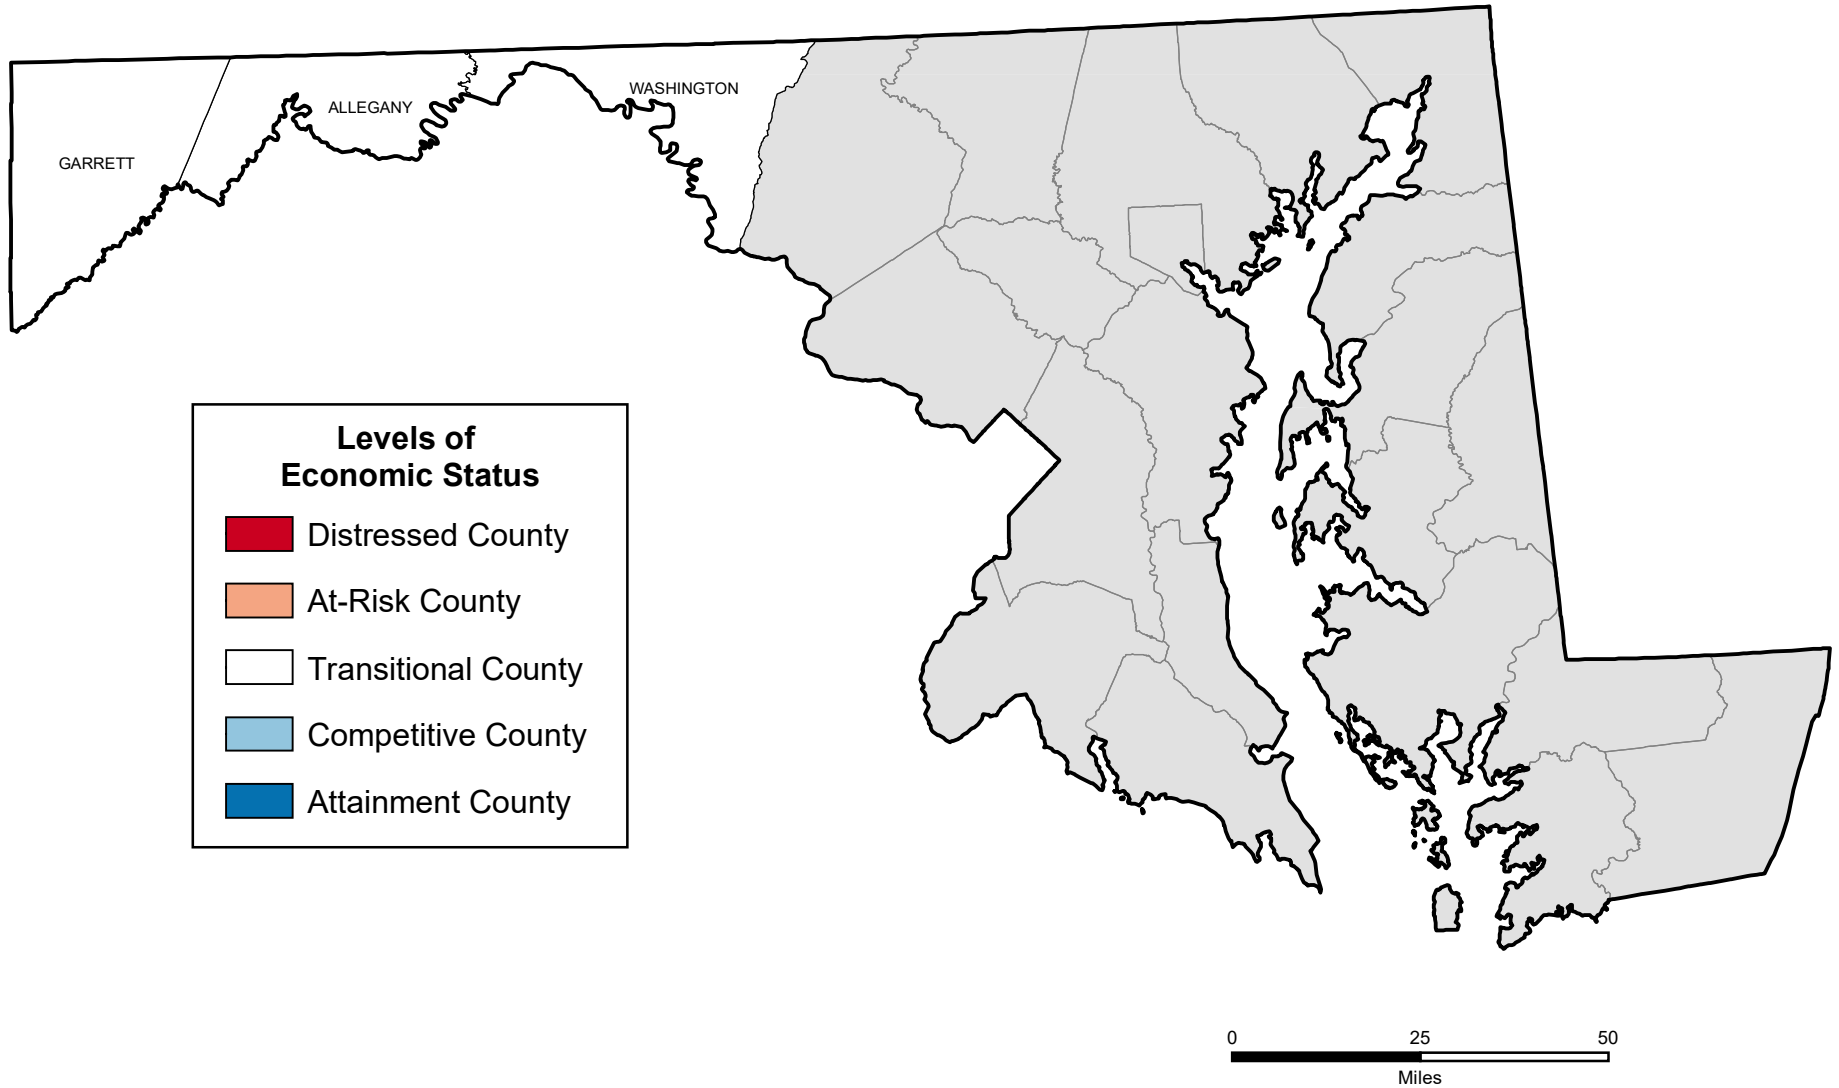 WASHINGTON
ALLEGANY
GARRETT
Levels of
Economic Status
Distressed County
At-Risk County
Transitional County
Competitive County
Attainment County
0 25 50
Miles